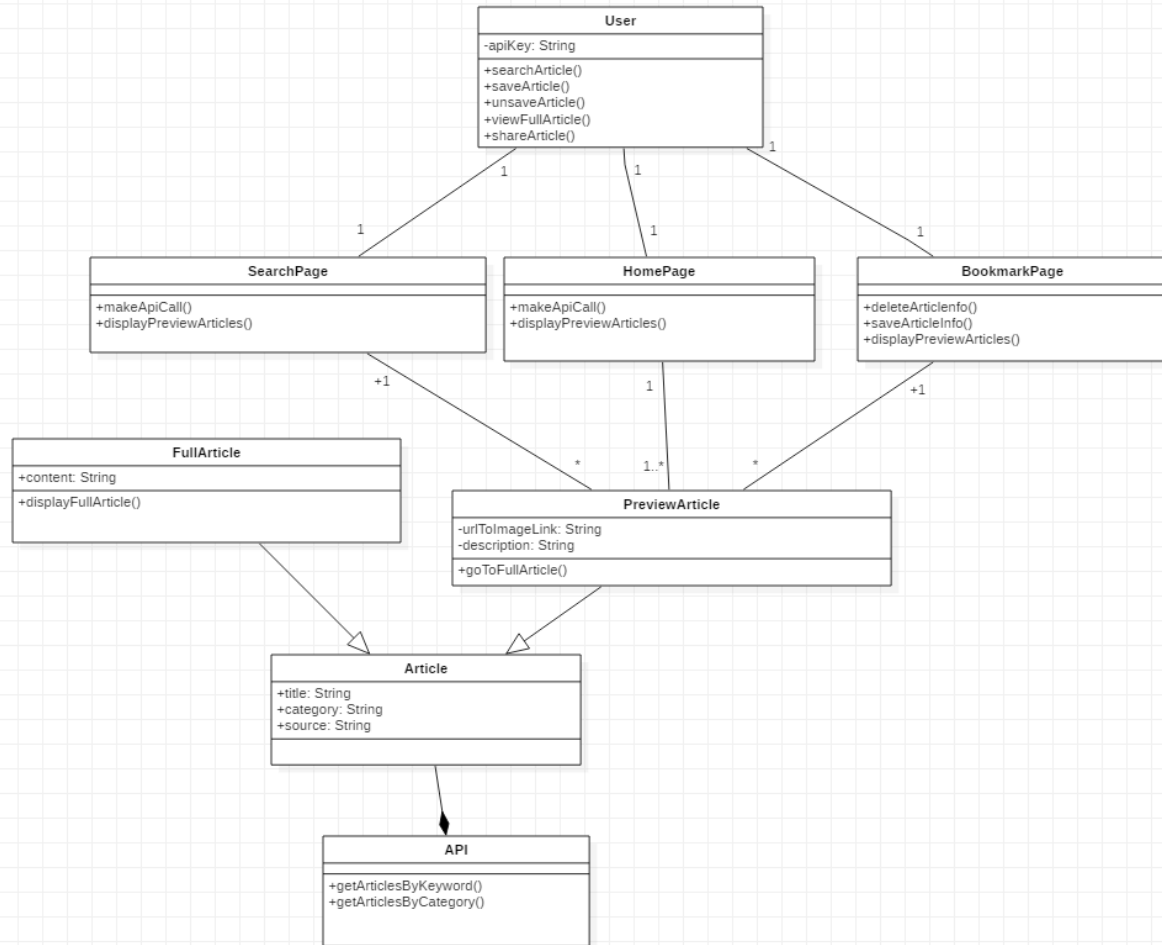 User
-apiKey: String
+searchArticle()
+saveArticle()
+unsaveArticle()
+viewFullArticle()
+shareArticle()
1
1
1
1
1
1
SearchPage
+makeApiCall()
+displayPreviewArticles()
HomePage
+makeApiCall()
+displayPreviewArticles()
BookmarkPage
+deleteArticlenfo()
+saveArticleInfo()
+displayPreviewArticles()
+1
1
+1
*
1..*
*
FullArticle
+content: String
+displayFullArticle()
PreviewArticle
-urlToImageLink: String
-description: String
+goToFullArticle()
Article
+title: String
+category: String
+source: String
API
+getArticlesByKeyword()
+getArticlesByCategory()